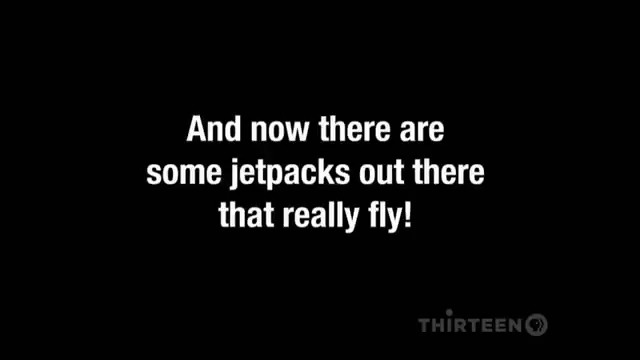 And now there are
some jetpacks out there
that really fly!
THIRTEEN